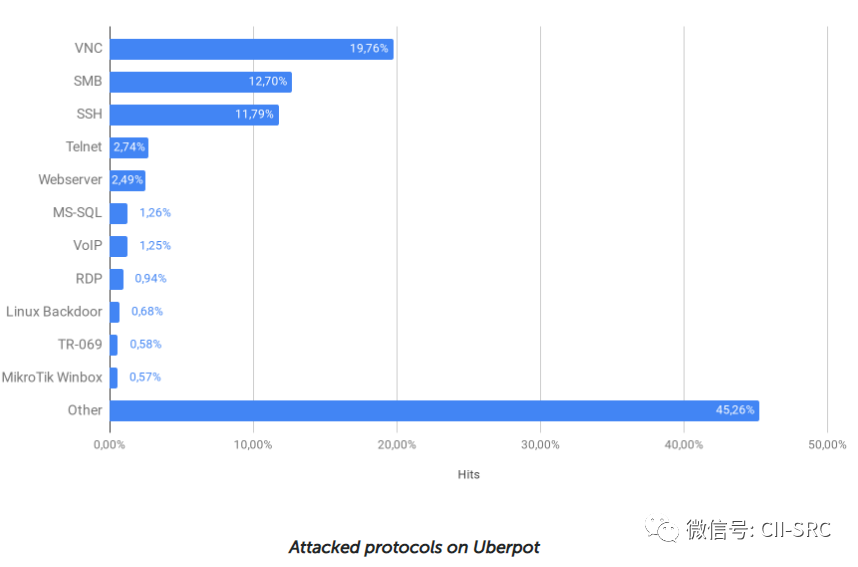 VNC 19,76%
SMB 12,70%
SSH 11,79%
Telnet 2,74%
Webserver 2,49%
MS-SQL 1,26%
VoIP 1,25%
RDP 0,94%
Linux Backdoor 0,68%
TR-069 0,58%
MikroTik Winbox 0,57%
Other 45,26%
0,00% 10,00% 20,00% 30,00% 40,00% 50,00%
Hits
微信号: CII-SRC
Attacked protocols on Uberpot